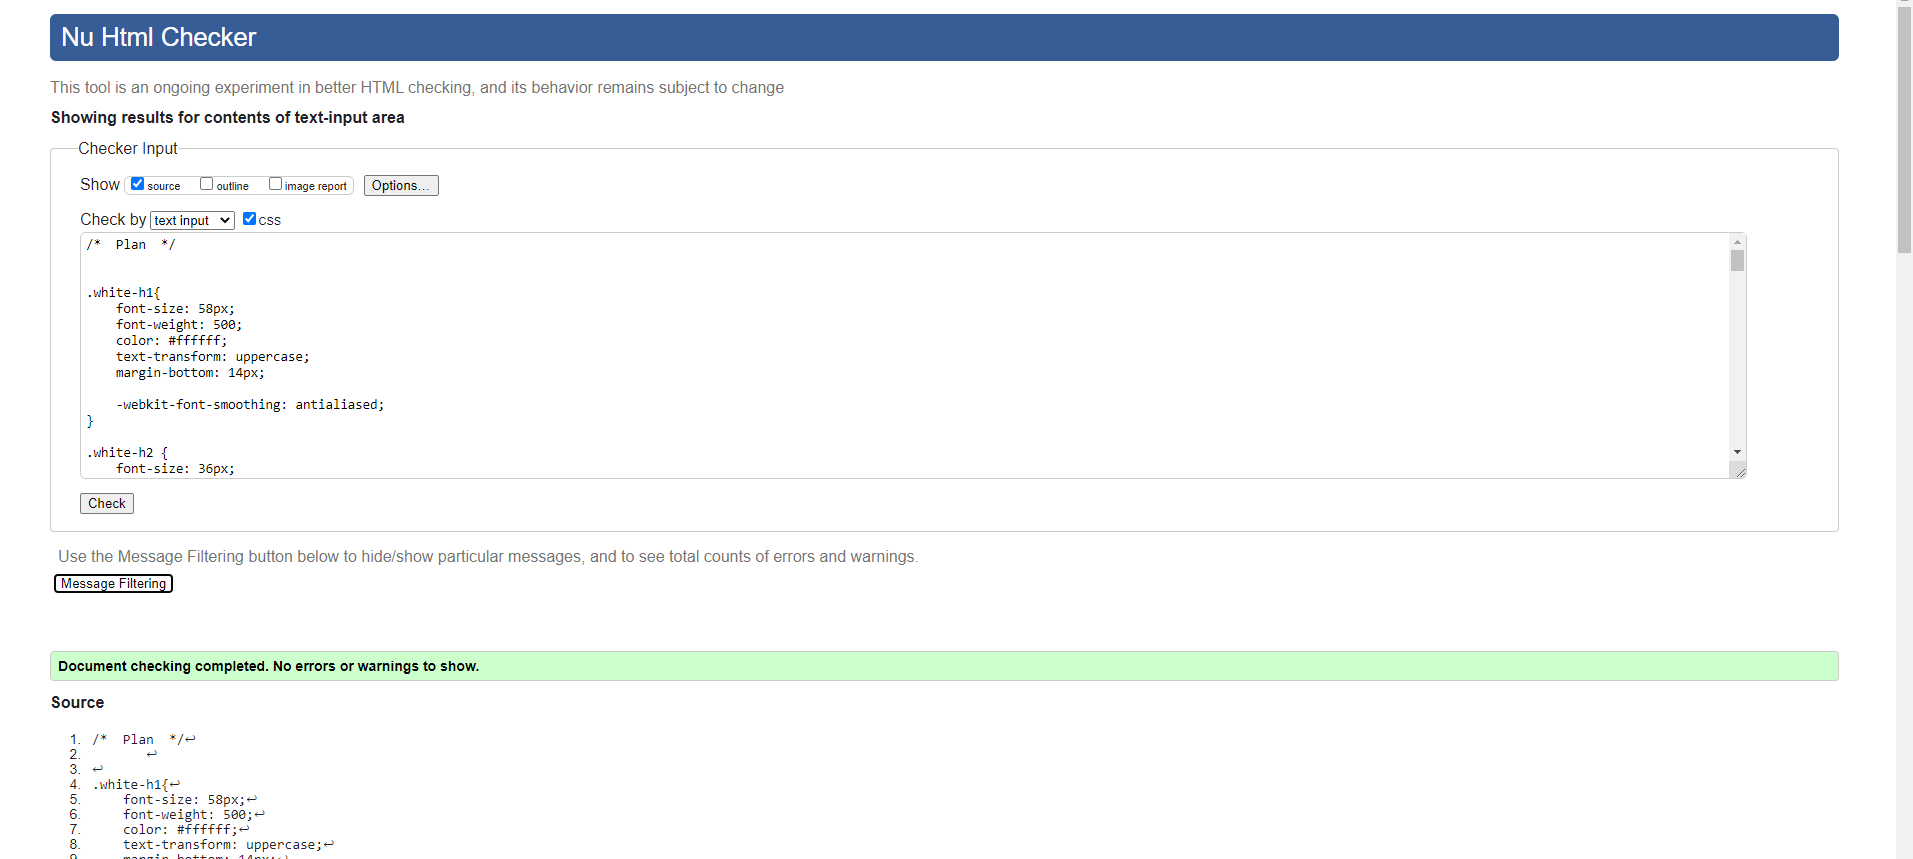 Nu Html Checker
This tool is an ongoing experiment in better HTML checking, and its behavior remains subject to change
Showing results for contents of text-input area
Checker Input
Show source outline image report Options...
Check by text input css
/*  Plan  */
.white-h1{
    font-size: 58px;
    font-weight: 500;
    color: #ffffff;
    text-transform: uppercase;
    margin-bottom: 14px;
    -webkit-font-smoothing: antialiased;
}
.white-h2 {
    font-size: 36px;
Check
Use the Message Filtering button below to hide/show particular messages, and to see total counts of errors and warnings.
Message Filtering
Document checking completed. No errors or warnings to show.
Source
1. /*  Plan  */↩
2.        ↩
3. ↩
4. .white-h1{↩
5.     font-size: 58px;↩
6.     font-weight: 500;↩
7.     color: #ffffff;↩
8.     text-transform: uppercase;↩
9.     margin-bottom: 14px;↩